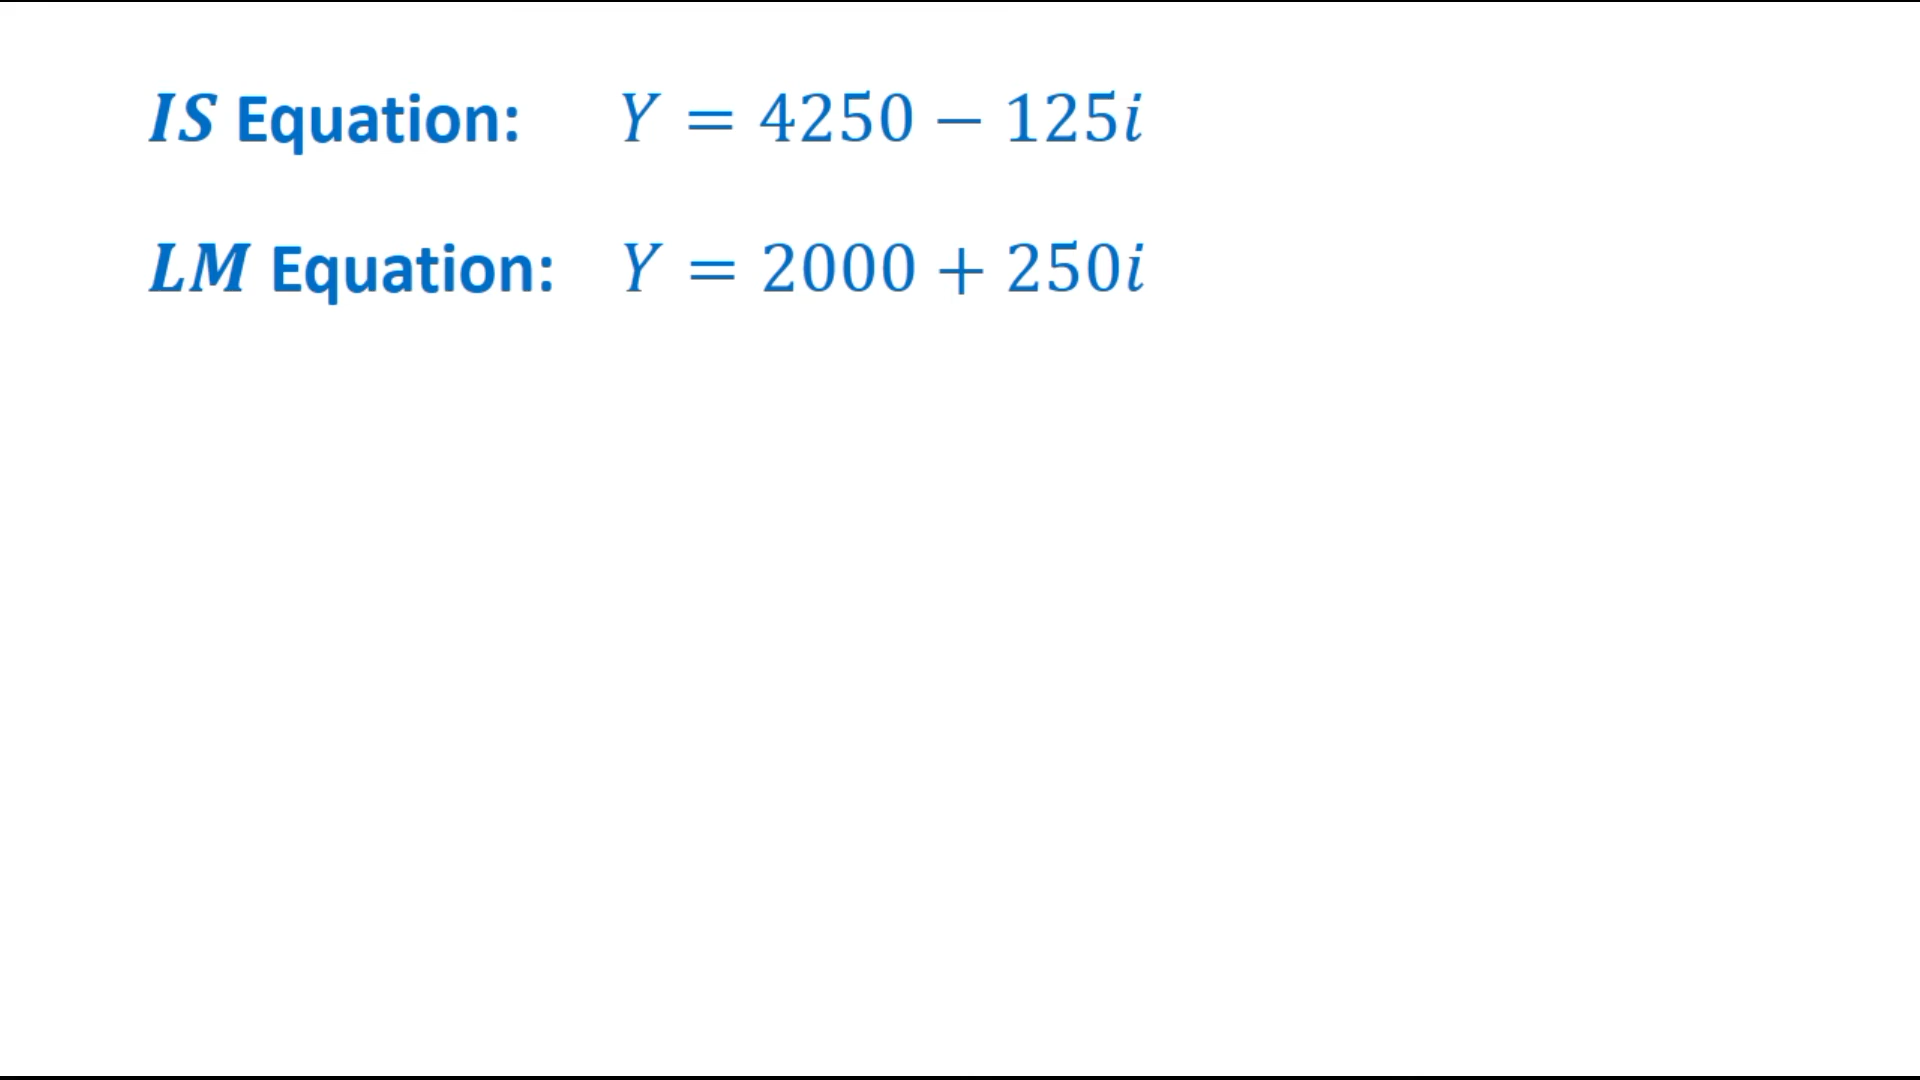 IS Equation: Y = 4250 − 125i
LM Equation: Y = 2000 + 250i